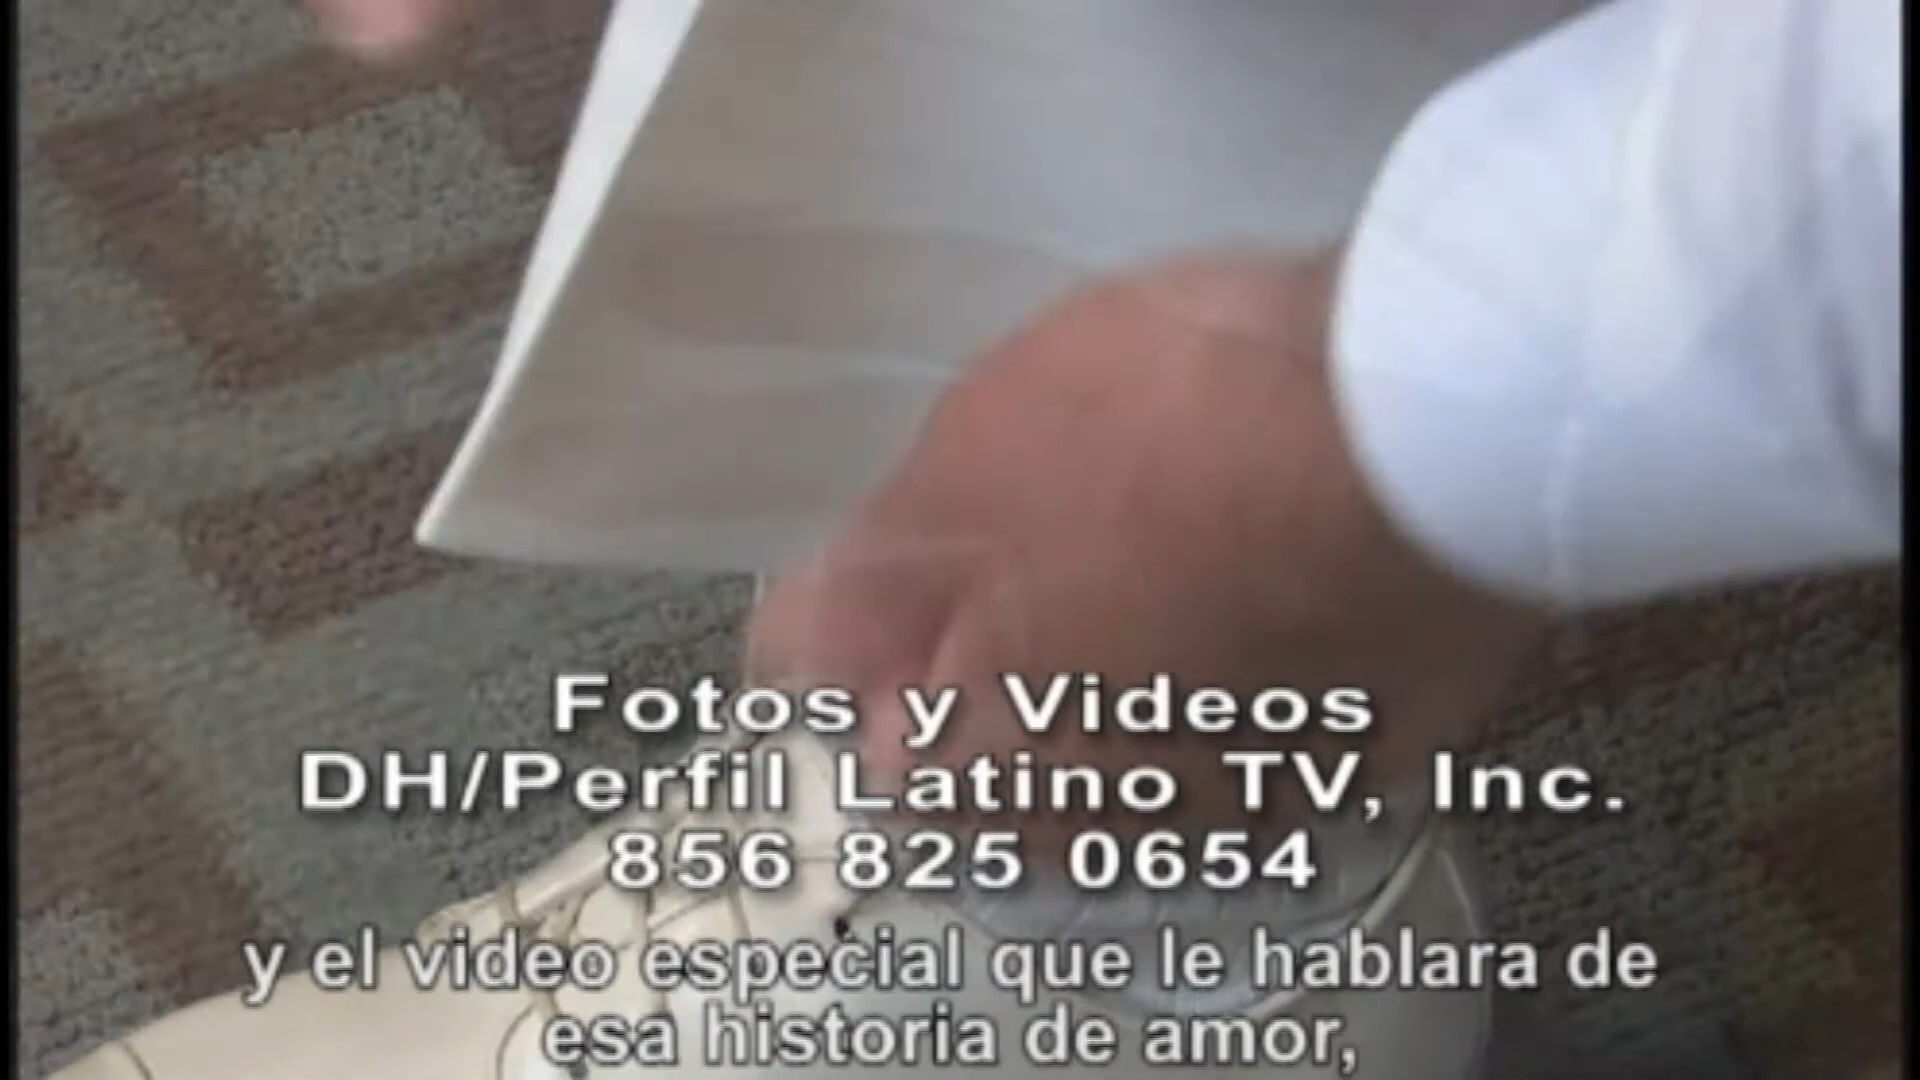 Fotos y Videos
DH/Perfil Latino TV, Inc.
856 825 0654
y el video especial que le hablara de
esa historia de amor,